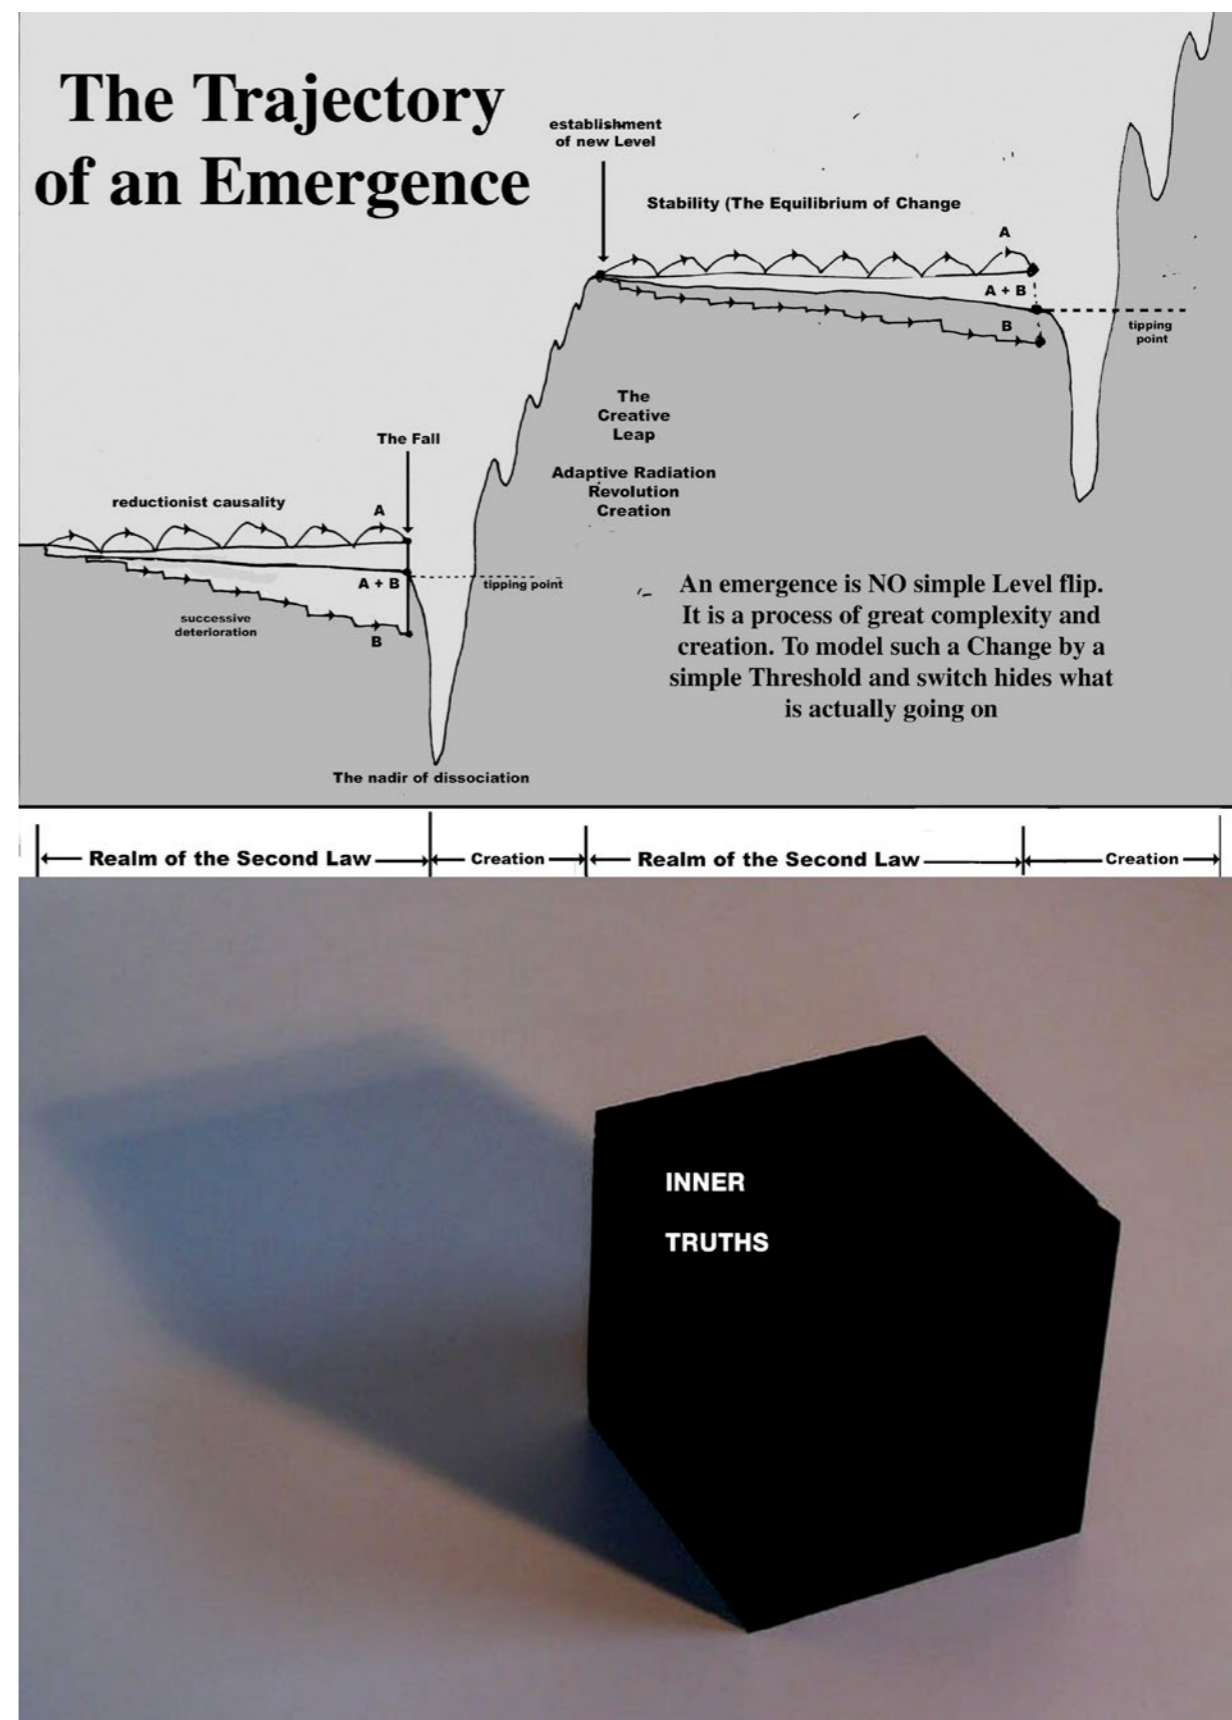 The Trajectory
of an Emergence
establishment
of new Level
Stability (The Equilibrium of Change
A
A + B
B
tipping
point
The
Creative
Leap
Adaptive Radiation
Revolution
Creation
The Fall
reductionist causality
A
A + B
tipping point
successive
deterioration
B
An emergence is NO simple Level flip.
It is a process of great complexity and
creation. To model such a Change by a
simple Threshold and switch hides what
is actually going on
The nadir of dissociation
Realm of the Second Law
Creation
Realm of the Second Law
Creation
INNER
TRUTHS